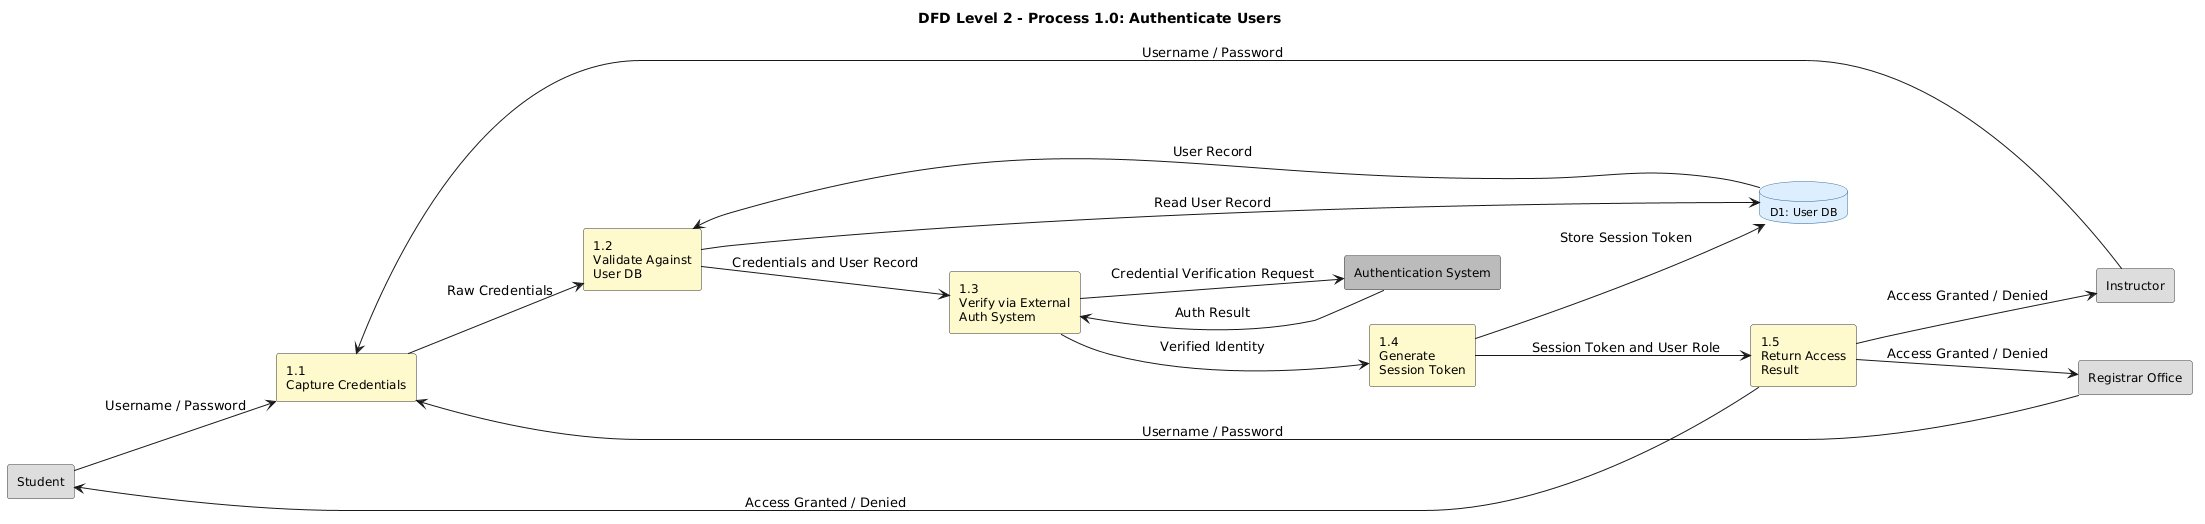 DFD Level 2 - Process 1.0: Authenticate Users
Username / Password
User Record
Read User Record
D1: User DB
Store Session Token
1.2
Validate Against
User DB
Credentials and User Record
Credential Verification Request
Authentication System
Raw Credentials
1.3
Verify via External
Auth System
Auth Result
Instructor
Access Granted / Denied
Verified Identity
1.4
Generate
Session Token
Session Token and User Role
1.5
Return Access
Result
Access Granted / Denied
Registrar Office
1.1
Capture Credentials
Username / Password
Username / Password
Student
Access Granted / Denied